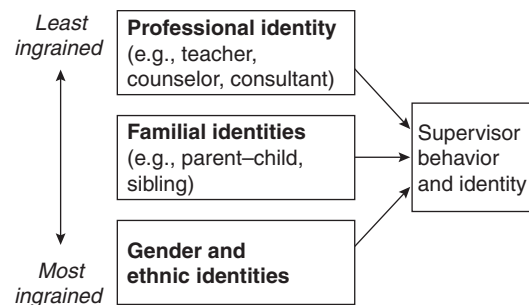 Least
ingrained
Professional identity
(e.g., teacher,
counselor, consultant)
Familial identities
(e.g., parent–child,
sibling)
Supervisor
behavior
and identity
Gender and
ethnic identities
Most
ingrained